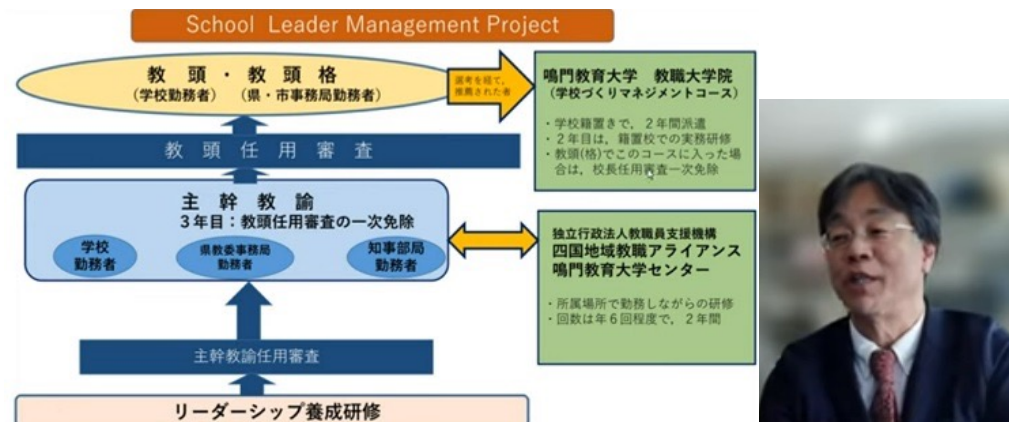 School Leader Management Project
教頭・教頭格
（学校勤務者）（県・市事務局勤務者）
選考を経て，
推薦された者
鳴門教育大学 教職大学院
（学校づくりマネジメントコース）
・学校籍置きで，２年間派遣
・２年目は，籍置校での実務研修
・教頭(格)でこのコースに入った場
合は，校長任用審査一次免除
教頭任用審査
主幹教諭
３年目：教頭任用審査の一次免除
学校
勤務者
県教委事務局
勤務者
知事部局
勤務者
独立行政法人教職員支援機構
四国地域教職アライアンス
鳴門教育大学センター
・所属場所で勤務しながらの研修
・回数は年６回程度で，２年間
主幹教諭任用審査
リーダーシップ養成研修